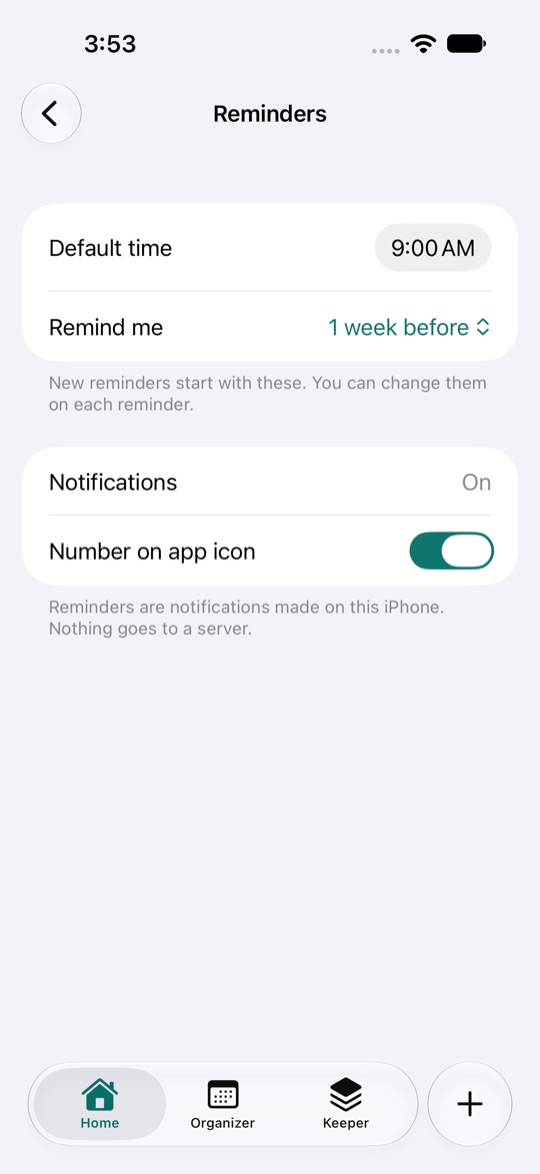 3:53
Reminders
Default time
9:00 AM
Remind me
1 week before
New reminders start with these. You can change them
on each reminder.
Notifications
On
Number on app icon
Reminders are notifications made on this iPhone.
Nothing goes to a server.
Home
Organizer
Keeper